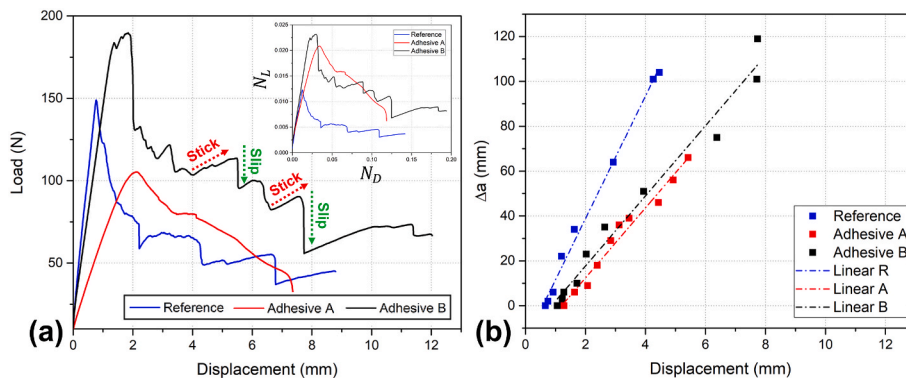 200
150
100
50
0 2 4 6 8 10 12
Load (N)
Displacement (mm)
(a)
Stick
Slip
Stick
Slip
Reference Adhesive A Adhesive B
0.025
0.020
0.015
0.010
0.005
0.000
0.00 0.05 0.10 0.15 0.20
N_L
N_D
Reference
Adhesive A
Adhesive B
120
100
80
60
40
20
0
0 2 4 6 8 10 12
Δa (mm)
Displacement (mm)
(b)
Reference
Adhesive A
Adhesive B
Linear R
Linear A
Linear B